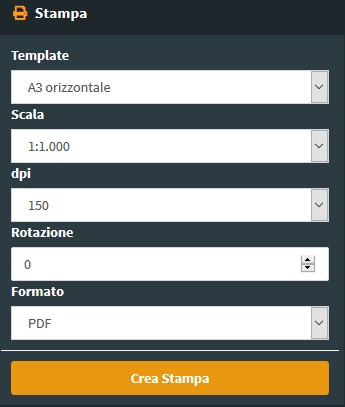 Stampa
Template
A3 orizzontale
Scala
1:1.000
dpi
150
Rotazione
0
Formato
PDF
Crea Stampa